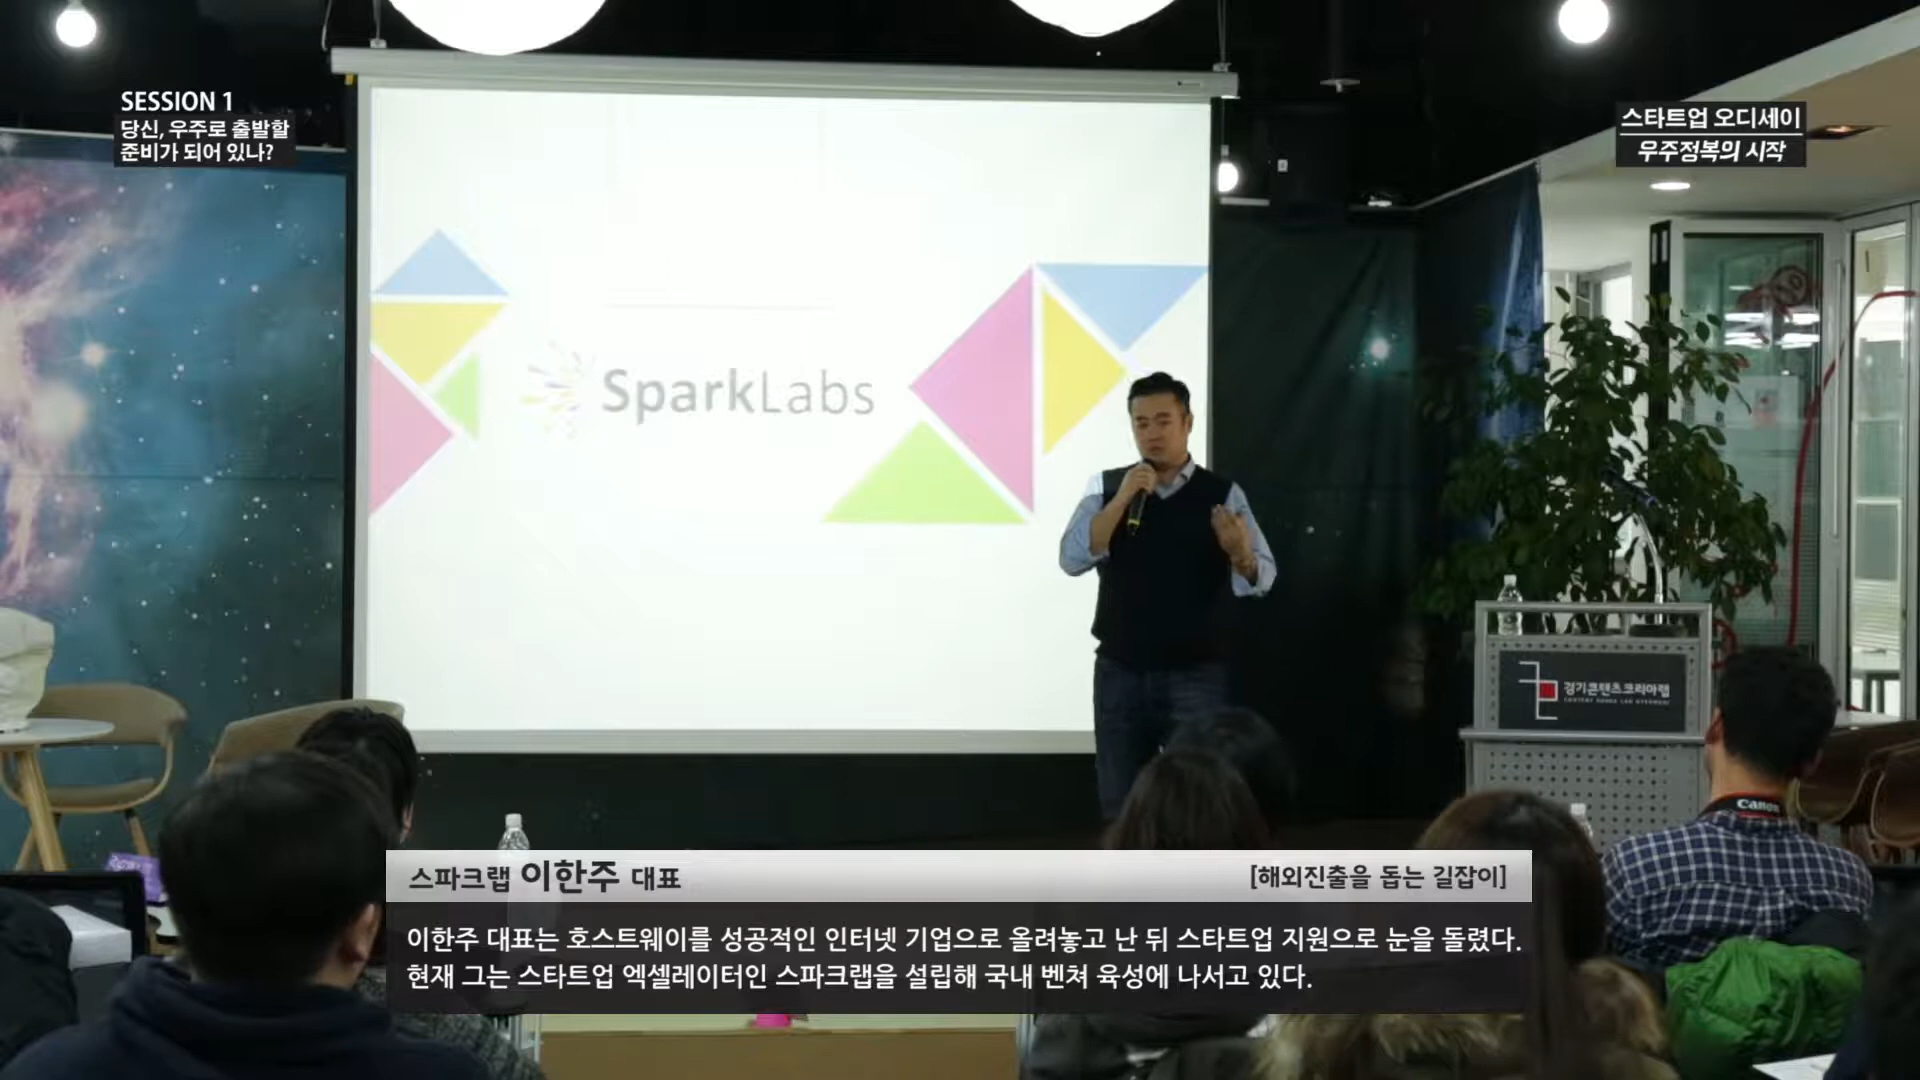 SESSION 1
당신, 우주로 출발할
준비가 되어 있나?
스타트업 오디세이
우주정복의 시작
SparkLabs
경기콘텐츠코리아랩
CONTENT KOREA LAB GYEONGGI
Canon
스파크랩 이한주 대표
[해외진출을 돕는 길잡이]
이한주 대표는 호스트웨이를 성공적인 인터넷 기업으로 올려놓고 난 뒤 스타트업 지원으로 눈을 돌렸다.
현재 그는 스타트업 엑셀레이터인 스파크랩을 설립해 국내 벤쳐 육성에 나서고 있다.